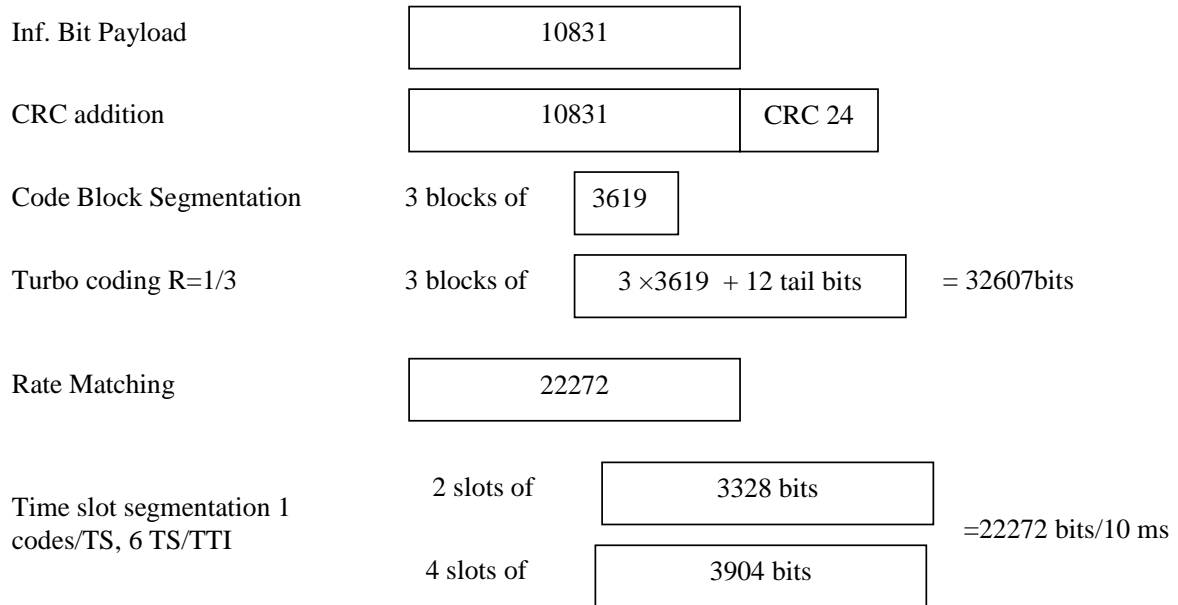 Inf. Bit Payload 10831
CRC addition 10831 CRC 24
Code Block Segmentation 3 blocks of 3619
Turbo coding R=1/3 3 blocks of 3 ×3619 + 12 tail bits = 32607bits
Rate Matching 22272
2 slots of 3328 bits
Time slot segmentation 1
codes/TS, 6 TS/TTI
=22272 bits/10 ms
4 slots of 3904 bits